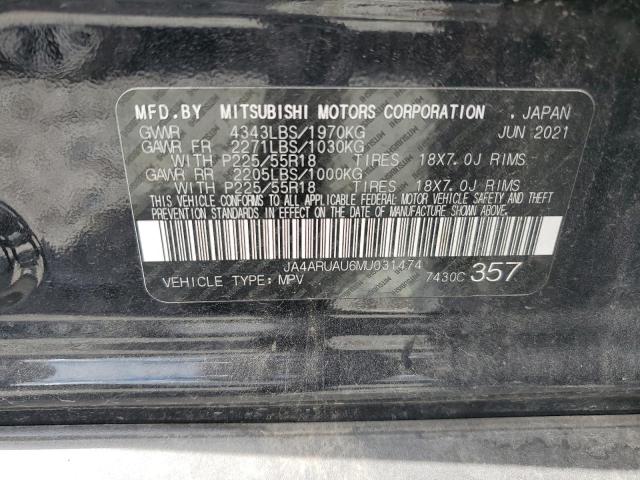 MFD.BY MITSUBISHI MOTORS CORPORATION , JAPAN
GVWR 4343LBS/1970KG JUN 2021
GAWR FR 2271LBS/1030KG
WITH P225/55R18 TIRES 18X7.0J RIMS
GAWR RR 2205LBS/1000KG
WITH P225/55R18 TIRES 18X7.0J RIMS
THIS VEHICLE CONFORMS TO ALL APPLICABLE FEDERAL MOTOR VEHICLE SAFETY AND THEFT
PREVENTION STANDARDS IN EFFECT ON THE DATE OF MANUFACTURE SHOWN ABOVE.
JA4ARUAU6MU031474
VEHICLE TYPE: MPV 7430C 357